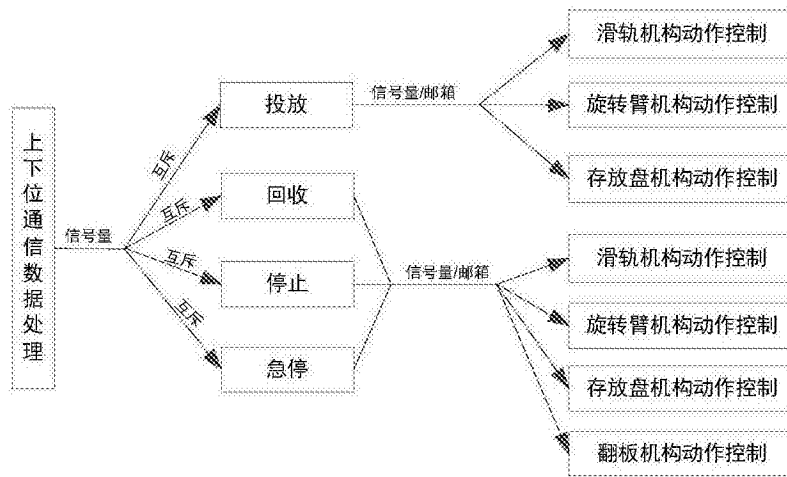 上下位通信数据处理
信号量
互斥
互斥
互斥
互斥
投放
回收
停止
急停
信号量/邮箱
信号量/邮箱
滑轨机构动作控制
旋转臂机构动作控制
存放盘机构动作控制
滑轨机构动作控制
旋转臂机构动作控制
存放盘机构动作控制
翻板机构动作控制